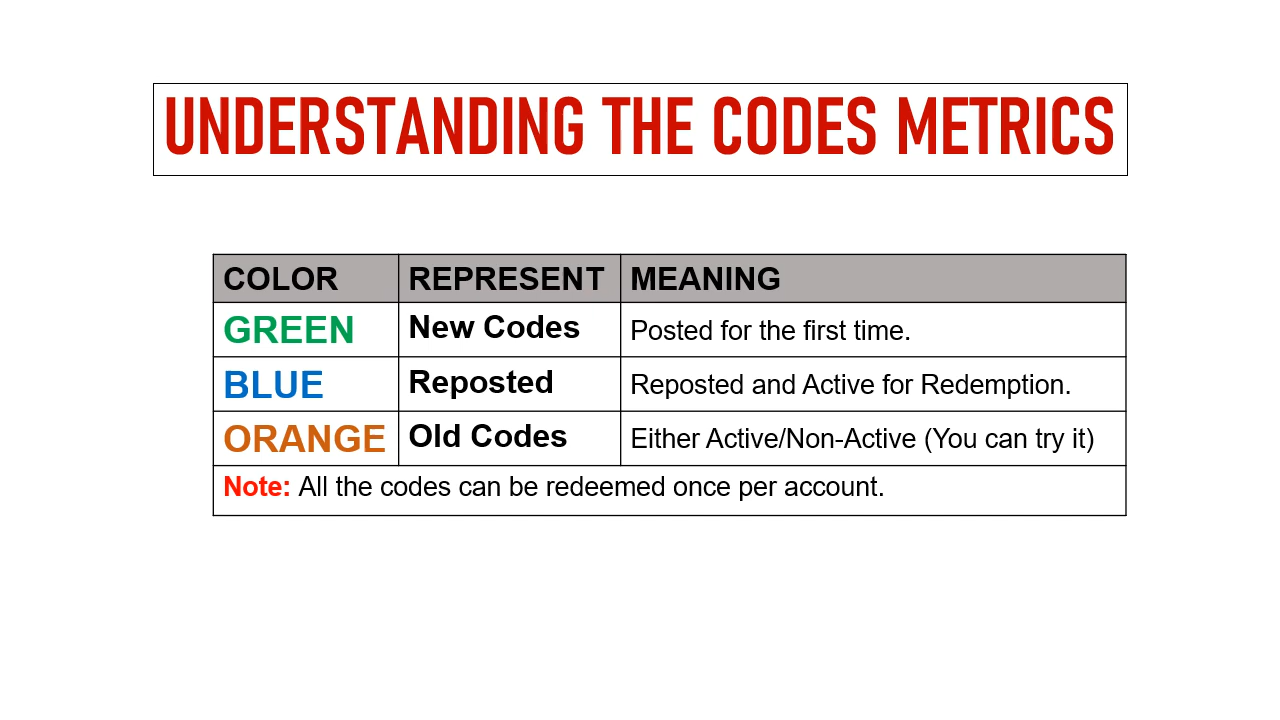 UNDERSTANDING THE CODES METRICS
COLOR REPRESENT MEANING
GREEN New Codes Posted for the first time.
BLUE Reposted Reposted and Active for Redemption.
ORANGE Old Codes Either Active/Non-Active (You can try it)
Note: All the codes can be redeemed once per account.